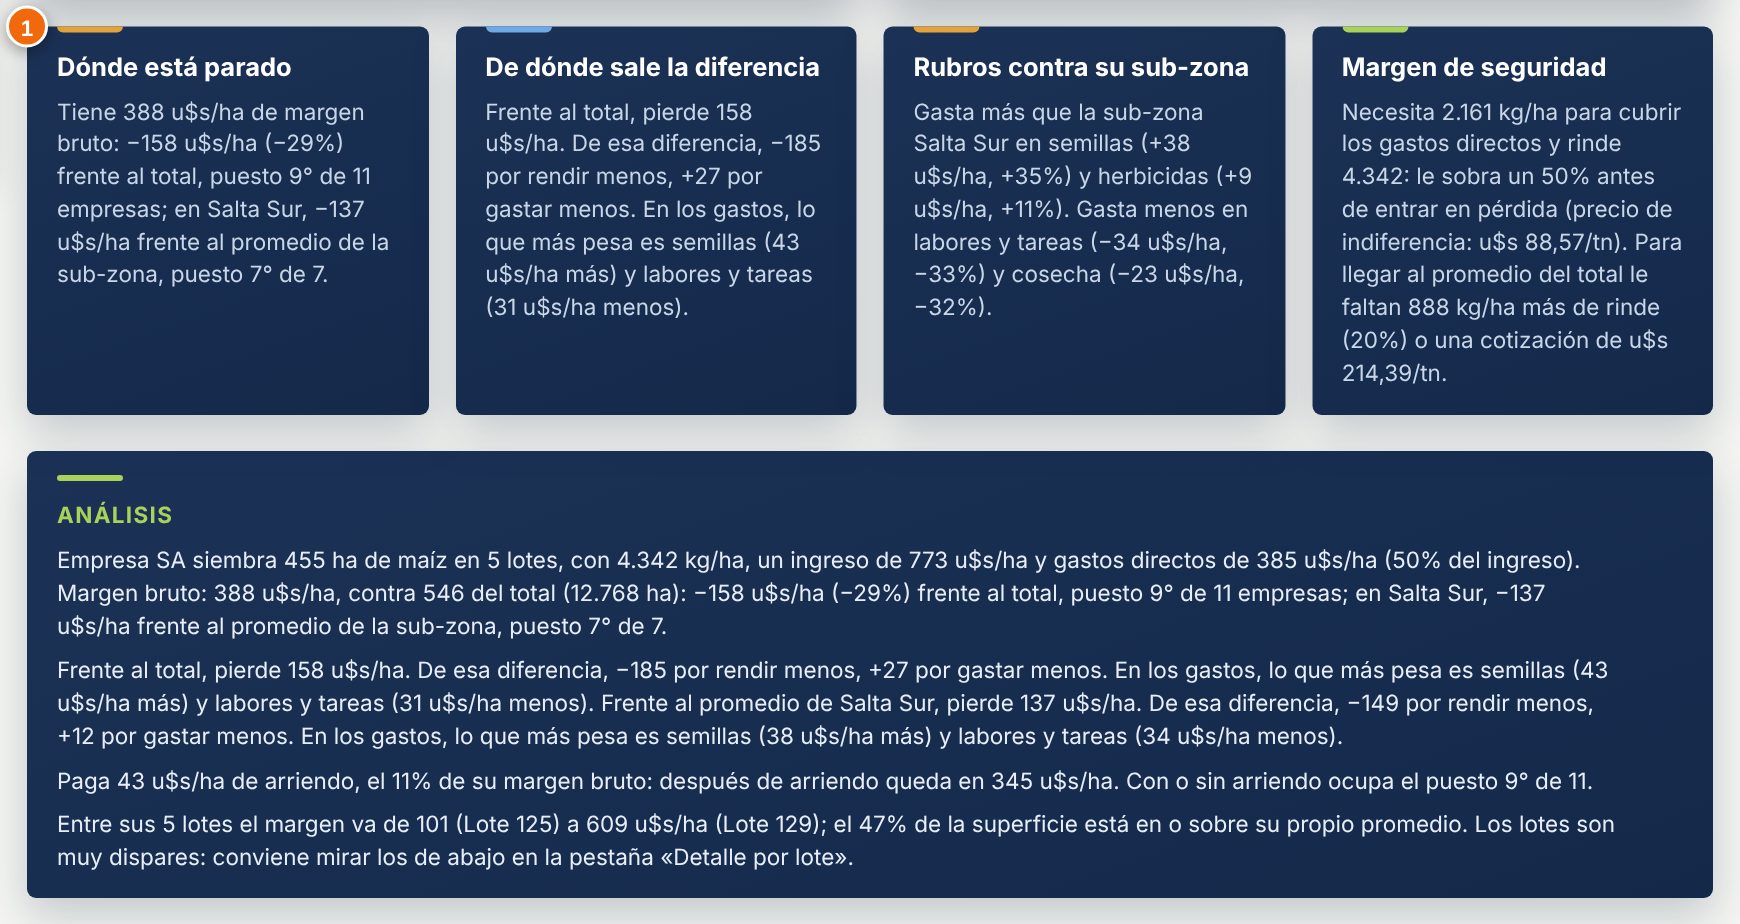 1
Dónde está parado
Tiene 388 u$s/ha de margen
bruto: −158 u$s/ha (−29%)
frente al total, puesto 9° de 11
empresas; en Salta Sur, −137
u$s/ha frente al promedio de la
sub-zona, puesto 7° de 7.
De dónde sale la diferencia
Frente al total, pierde 158
u$s/ha. De esa diferencia, −185
por rendir menos, +27 por
gastar menos. En los gastos, lo
que más pesa es semillas (43
u$s/ha más) y labores y tareas
(31 u$s/ha menos).
Rubros contra su sub-zona
Gasta más que la sub-zona
Salta Sur en semillas (+38
u$s/ha, +35%) y herbicidas (+9
u$s/ha, +11%). Gasta menos en
labores y tareas (−34 u$s/ha,
−33%) y cosecha (−23 u$s/ha,
−32%).
Margen de seguridad
Necesita 2.161 kg/ha para cubrir
los gastos directos y rinde
4.342: le sobra un 50% antes
de entrar en pérdida (precio de
indiferencia: u$s 88,57/tn). Para
llegar al promedio del total le
faltan 888 kg/ha más de rinde
(20%) o una cotización de u$s
214,39/tn.
ANÁLISIS
Empresa SA siembra 455 ha de maíz en 5 lotes, con 4.342 kg/ha, un ingreso de 773 u$s/ha y gastos directos de 385 u$s/ha (50% del ingreso).
Margen bruto: 388 u$s/ha, contra 546 del total (12.768 ha): −158 u$s/ha (−29%) frente al total, puesto 9° de 11 empresas; en Salta Sur, −137
u$s/ha frente al promedio de la sub-zona, puesto 7° de 7.
Frente al total, pierde 158 u$s/ha. De esa diferencia, −185 por rendir menos, +27 por gastar menos. En los gastos, lo que más pesa es semillas (43
u$s/ha más) y labores y tareas (31 u$s/ha menos). Frente al promedio de Salta Sur, pierde 137 u$s/ha. De esa diferencia, −149 por rendir menos,
+12 por gastar menos. En los gastos, lo que más pesa es semillas (38 u$s/ha más) y labores y tareas (34 u$s/ha menos).
Paga 43 u$s/ha de arriendo, el 11% de su margen bruto: después de arriendo queda en 345 u$s/ha. Con o sin arriendo ocupa el puesto 9° de 11.
Entre sus 5 lotes el margen va de 101 (Lote 125) a 609 u$s/ha (Lote 129); el 47% de la superficie está en o sobre su propio promedio. Los lotes son
muy dispares: conviene mirar los de abajo en la pestaña «Detalle por lote».